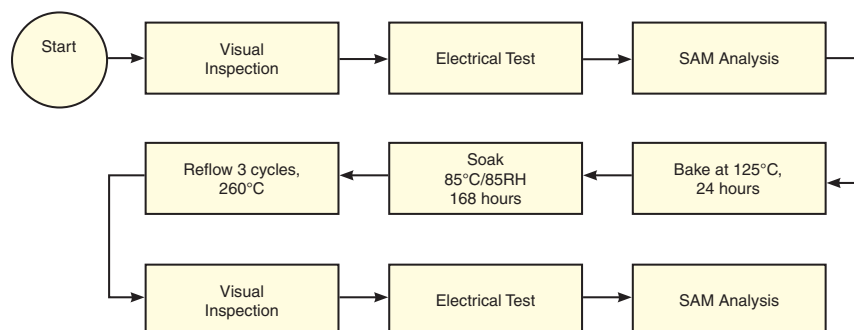 Start
Visual
Inspection
Electrical Test
SAM Analysis
Bake at 125°C,
24 hours
Soak
85°C/85RH
168 hours
Reflow 3 cycles,
260°C
Visual
Inspection
Electrical Test
SAM Analysis